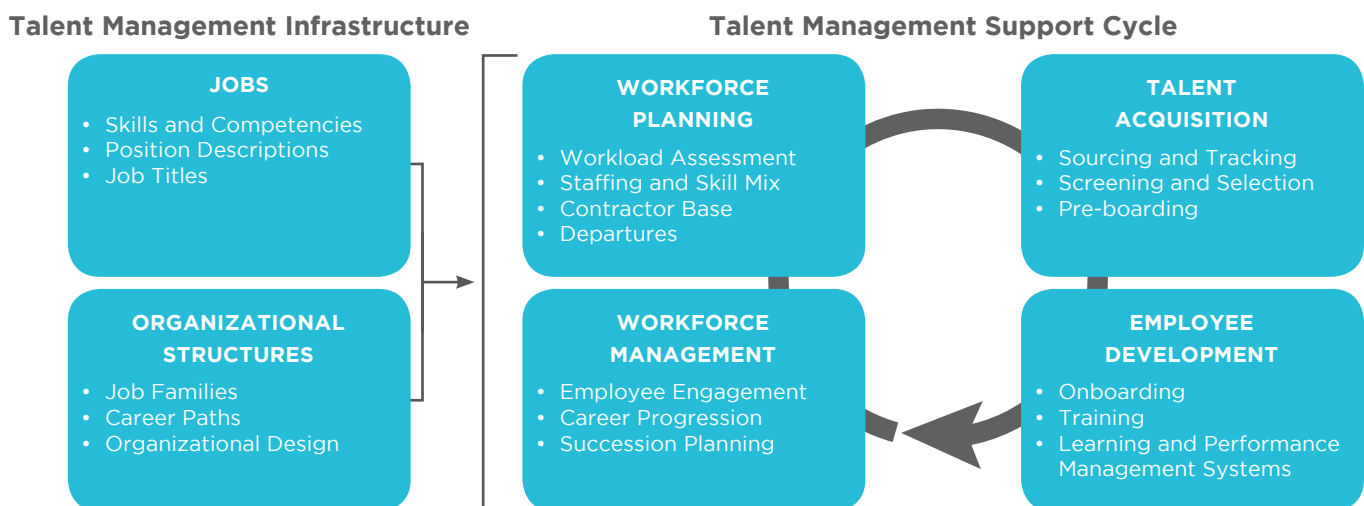 Talent Management Infrastructure
Talent Management Support Cycle
JOBS
• Skills and Competencies
• Position Descriptions
• Job Titles
ORGANIZATIONAL
STRUCTURES
• Job Families
• Career Paths
• Organizational Design
WORKFORCE
PLANNING
• Workload Assessment
• Staffing and Skill Mix
• Contractor Base
• Departures
TALENT
ACQUISITION
• Sourcing and Tracking
• Screening and Selection
• Pre-boarding
WORKFORCE
MANAGEMENT
• Employee Engagement
• Career Progression
• Succession Planning
EMPLOYEE
DEVELOPMENT
• Onboarding
• Training
• Learning and Performance
Management Systems